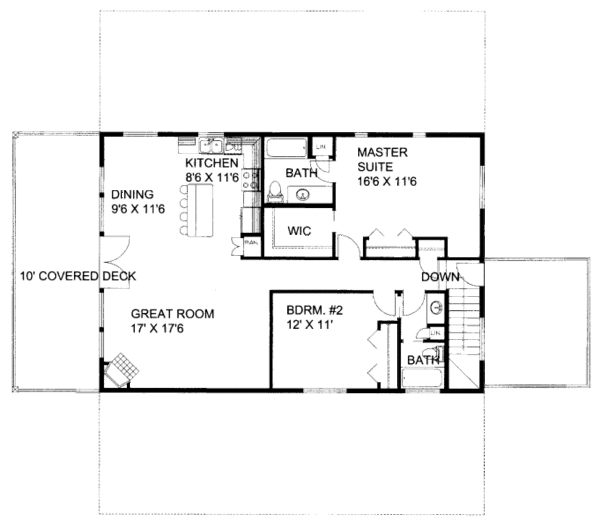 KITCHEN
8'6 X 11'6
LIN
BATH
MASTER
SUITE
16'6 X 11'6
DINING
9'6 X 11'6
WIC
PAN.
10' COVERED DECK
DOWN
GREAT ROOM
17' X 17'6
BDRM. #2
12' X 11'
LIN
BATH